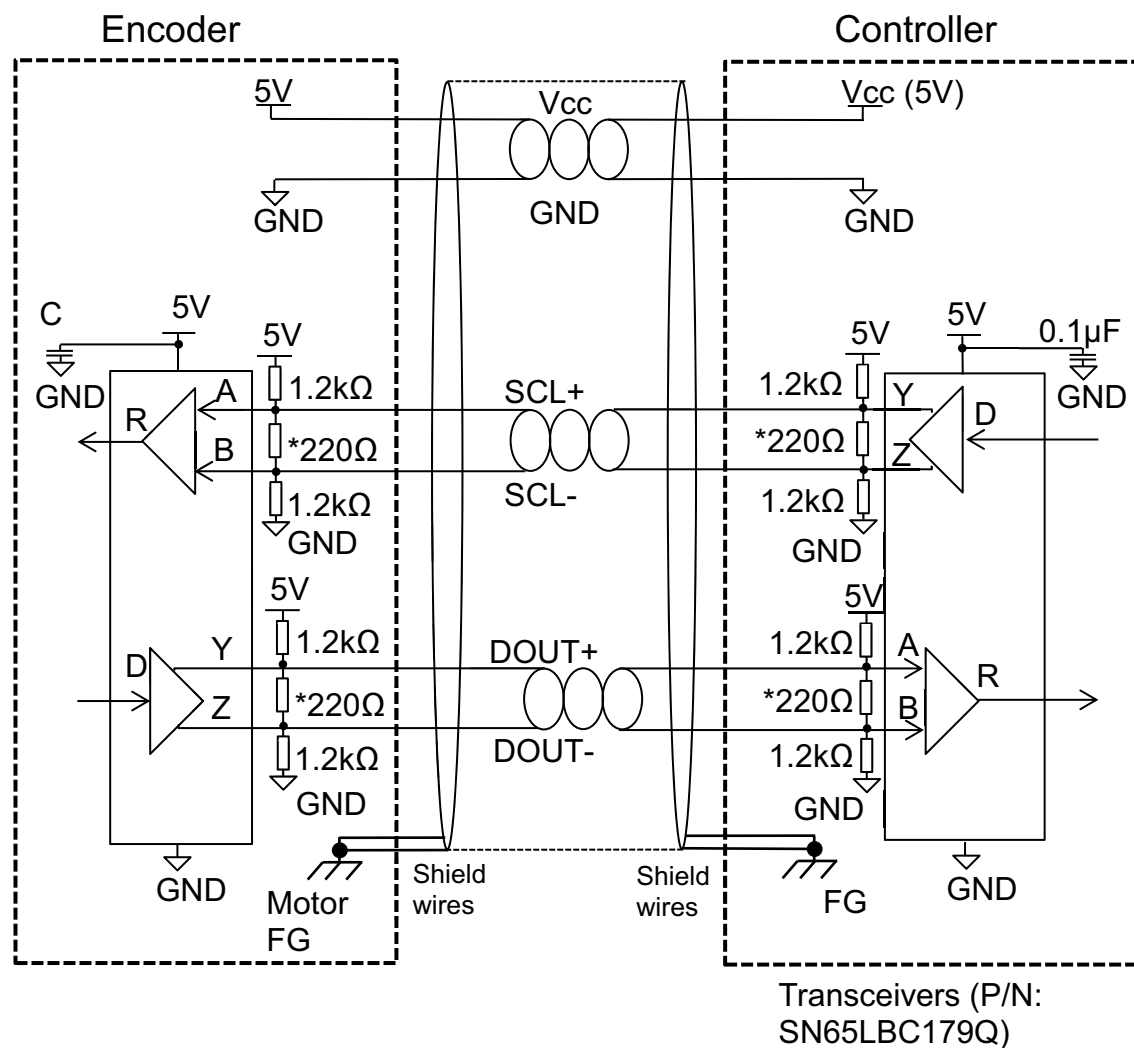 Encoder
Controller
5V
Vcc
Vcc (5V)
GND
GND
GND
C
5V
5V
0.1µF
GND
5V
5V
GND
1.2kΩ
SCL+
1.2kΩ
A
Y
R
D
*220Ω
*220Ω
B
Z
1.2kΩ
SCL-
1.2kΩ
GND
GND
5V
5V
1.2kΩ
1.2kΩ
Y
DOUT+
A
D
R
*220Ω
*220Ω
Z
B
1.2kΩ
DOUT-
1.2kΩ
GND
GND
GND
GND
Motor
FG
Shield
wires
Shield
wires
FG
Transceivers (P/N:
SN65LBC179Q)